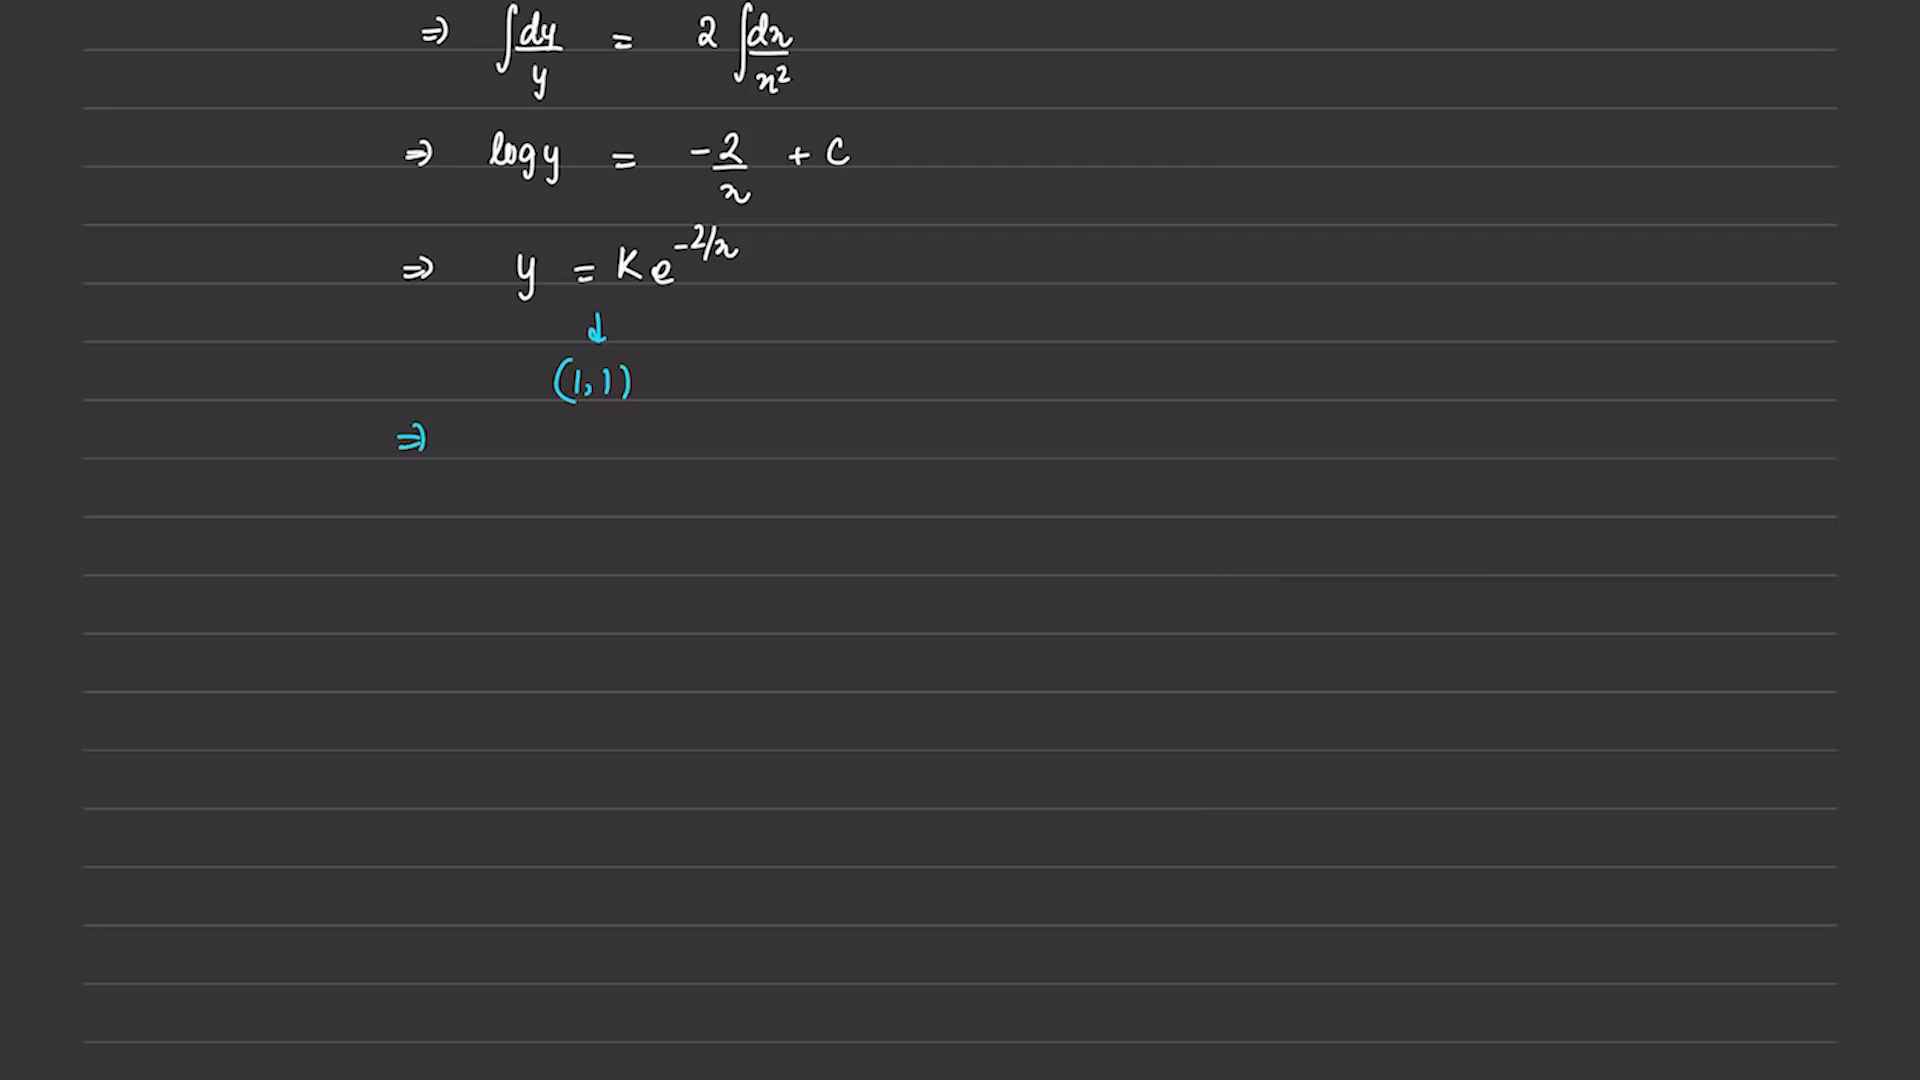 ⇒ ∫dy/y = 2 ∫dx/x²
⇒ log y = -2/x + C
⇒ y = K e^(-2/x)
↓
(1,1)
⇒